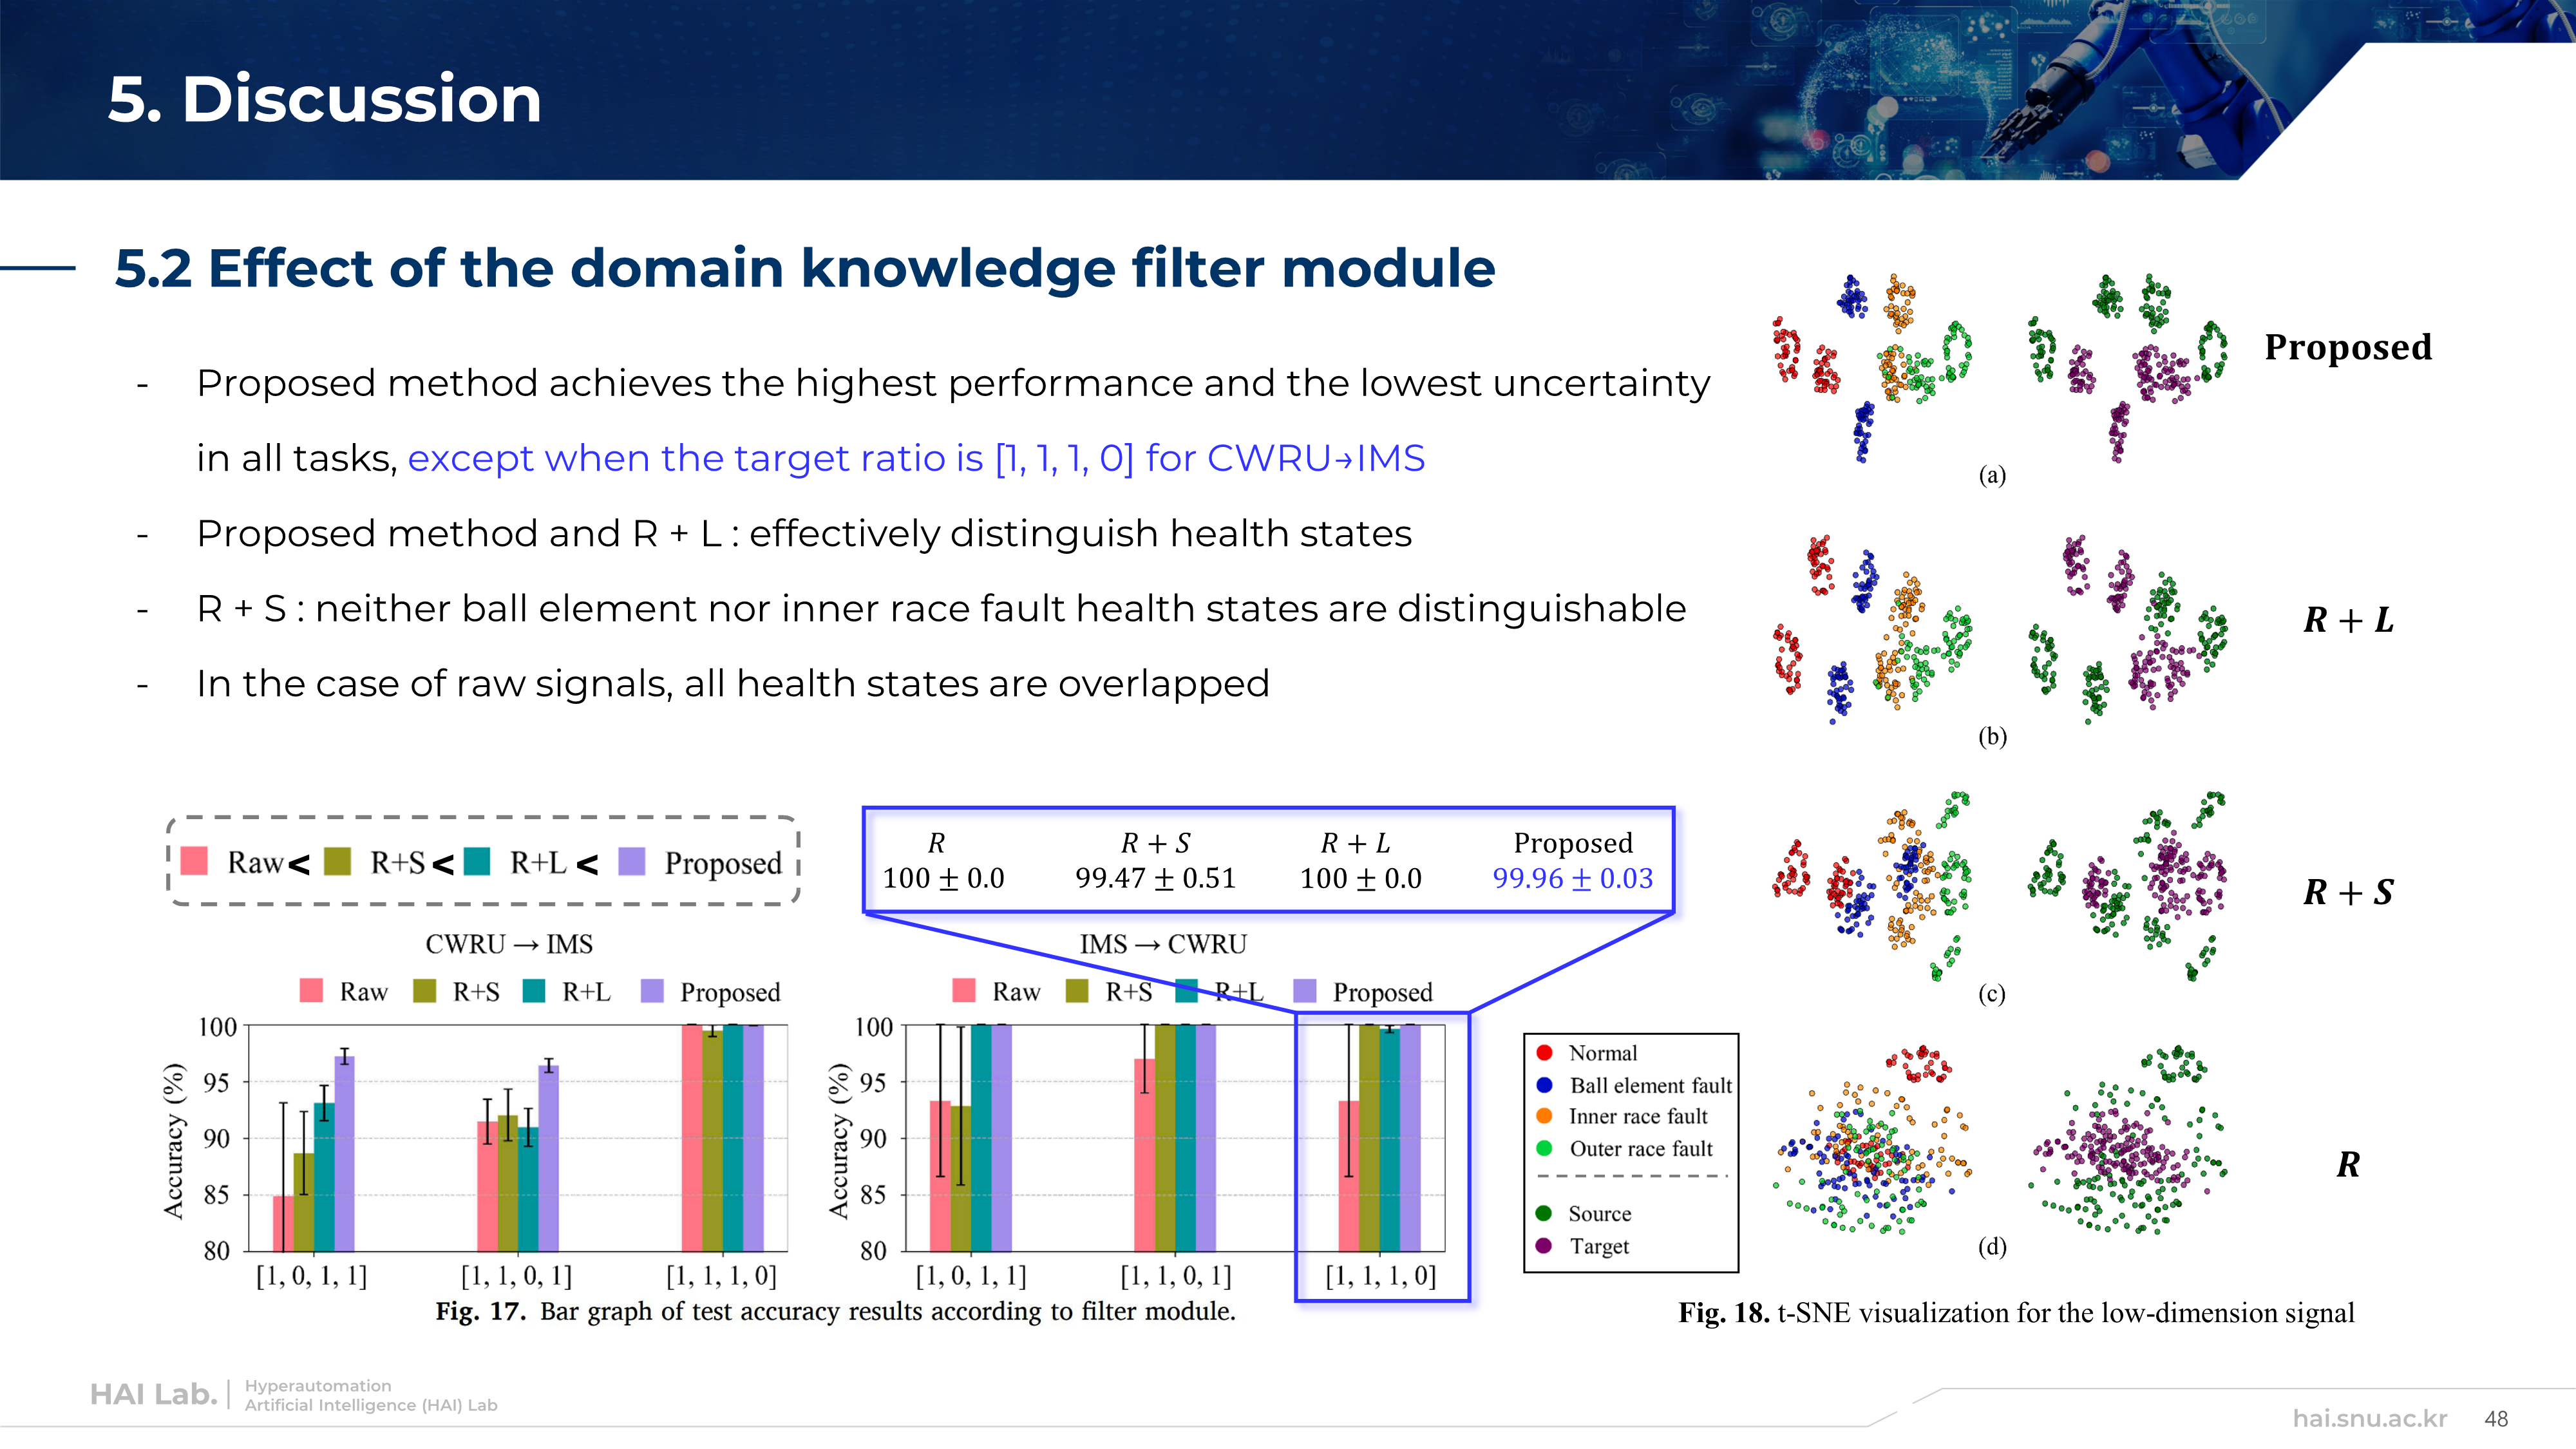 5. Discussion
5.2 Effect of the domain knowledge filter module
- Proposed method achieves the highest performance and the lowest uncertainty
in all tasks, except when the target ratio is [1, 1, 1, 0] for CWRU→IMS
- Proposed method and R + L : effectively distinguish health states
- R + S : neither ball element nor inner race fault health states are distinguishable
- In the case of raw signals, all health states are overlapped
Raw < R+S < R+L < Proposed
R R + S R + L Proposed
100 ± 0.0 99.47 ± 0.51 100 ± 0.0 99.96 ± 0.03
CWRU → IMS
Raw R+S R+L Proposed
Accuracy (%)
100
95
90
85
80
[1, 0, 1, 1] [1, 1, 0, 1] [1, 1, 1, 0]
IMS → CWRU
Raw R+S R+L Proposed
Accuracy (%)
100
95
90
85
80
[1, 0, 1, 1] [1, 1, 0, 1] [1, 1, 1, 0]
Fig. 17. Bar graph of test accuracy results according to filter module.
Normal
Ball element fault
Inner race fault
Outer race fault
Source
Target
Proposed
(a)
R + L
(b)
R + S
(c)
R
(d)
Fig. 18. t-SNE visualization for the low-dimension signal
HAI Lab.
Hyperautomation
Artificial Intelligence (HAI) Lab
hai.snu.ac.kr 48